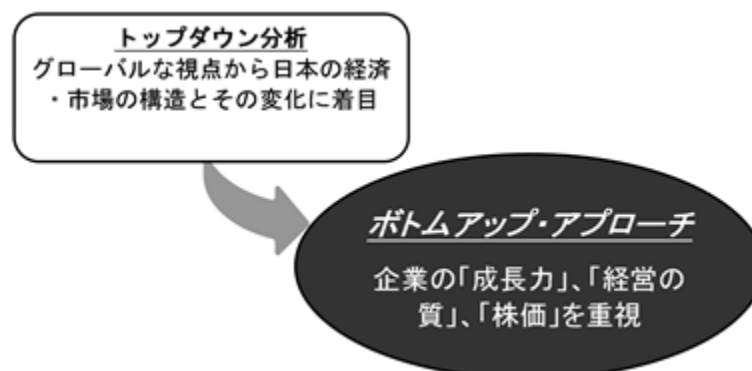 トップダウン分析
グローバルな視点から日本の経済
・市場の構造とその変化に着目
ボトムアップ・アプローチ
企業の「成長力」、「経営の
質」、「株価」を重視